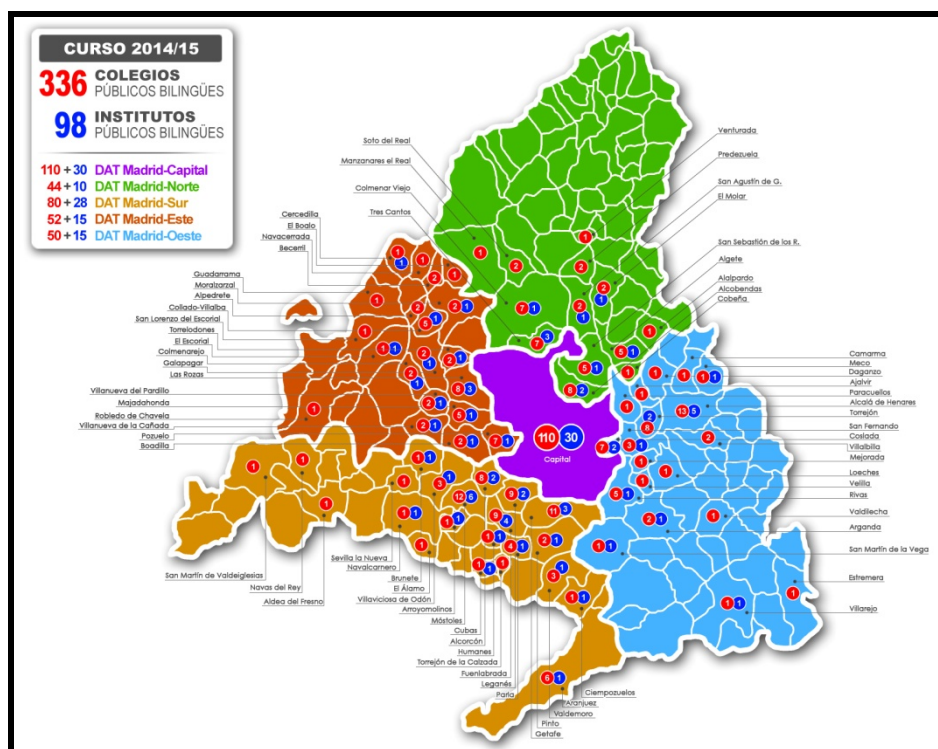 CURSO 2014/15
336 COLEGIOS
PÚBLICOS BILINGÜES
98 INSTITUTOS
PÚBLICOS BILINGÜES
110 + 30 DAT Madrid-Capital
44 + 10 DAT Madrid-Norte
80 + 28 DAT Madrid-Sur
52 + 15 DAT Madrid-Este
50 + 15 DAT Madrid-Oeste
Soto del Real
Manzanares el Real
Colmenar Viejo
Tres Cantos
Venturada
Predezuela
San Agustín de G.
El Molar
San Sebastián de los R.
Algete
Alalpardo
Alcobendas
Cobeña
Cercedilla
El Boalo
Navacerrada
Becerril
Guadarrama
Moralzarzal
Alpedrete
Collado-Villalba
San Lorenzo del Escorial
Torrelodones
El Escorial
Colmenarejo
Galapagar
Las Rozas
Villanueva del Pardillo
Majadahonda
Robledo de Chavela
Villanueva de la Cañada
Pozuelo
Boadilla
110 30
Capital
Camarma
Meco
Daganzo
Ajalvir
Paracuellos
Alcalá de Henares
Torrejón
San Fernando
Coslada
Villalbilla
Mejorada
Loeches
Velilla
Rivas
Valdilecha
Arganda
San Martín de la Vega
Estremera
Villarejo
San Martín de Valdeiglesias
Navas del Rey
Aldea del Fresno
Sevilla la Nueva
Navalcarnero
Brunete
El Álamo
Villaviciosa de Odón
Arroyomolinos
Móstoles
Cubas
Alcorcón
Humanes
Torrejón de la Calzada
Fuenlabrada
Leganés
Parla
Ciempozuelos
Aranjuez
Valdemoro
Pinto
Getafe